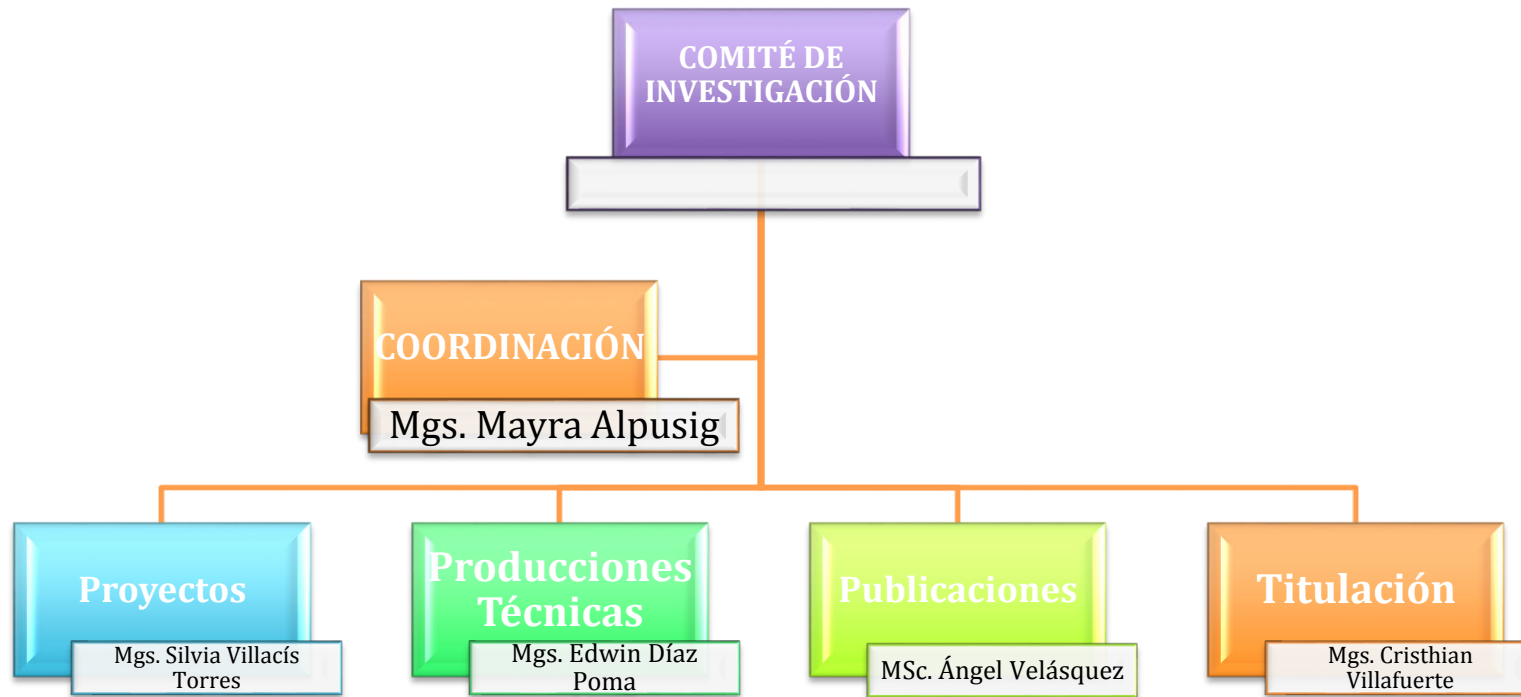 COMITÉ DE
INVESTIGACIÓN
COORDINACIÓN
Mgs. Mayra Alpusig
Proyectos
Mgs. Silvia Villacís
Torres
Producciones
Técnicas
Mgs. Edwin Díaz
Poma
Publicaciones
MSc. Ángel Velásquez
Titulación
Mgs. Cristhian
Villafuerte